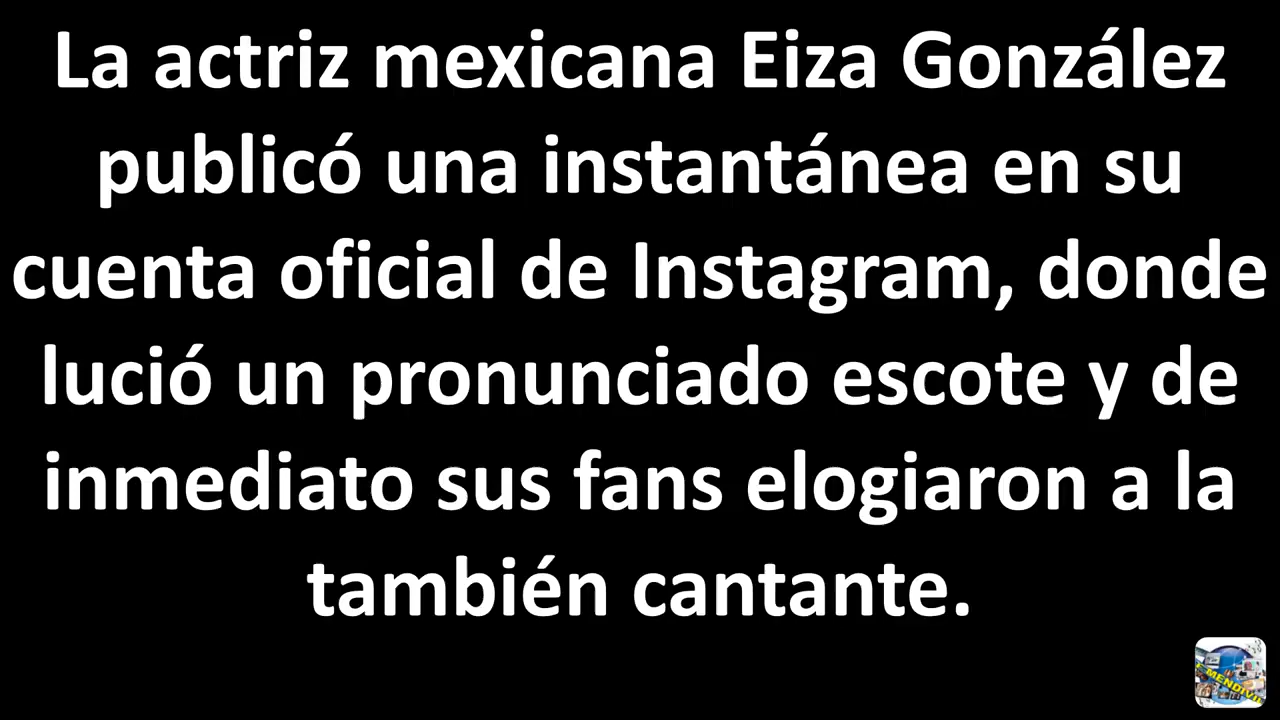 La actriz mexicana Eiza González
publicó una instantánea en su
cuenta oficial de Instagram, donde
lució un pronunciado escote y de
inmediato sus fans elogiaron a la
también cantante.